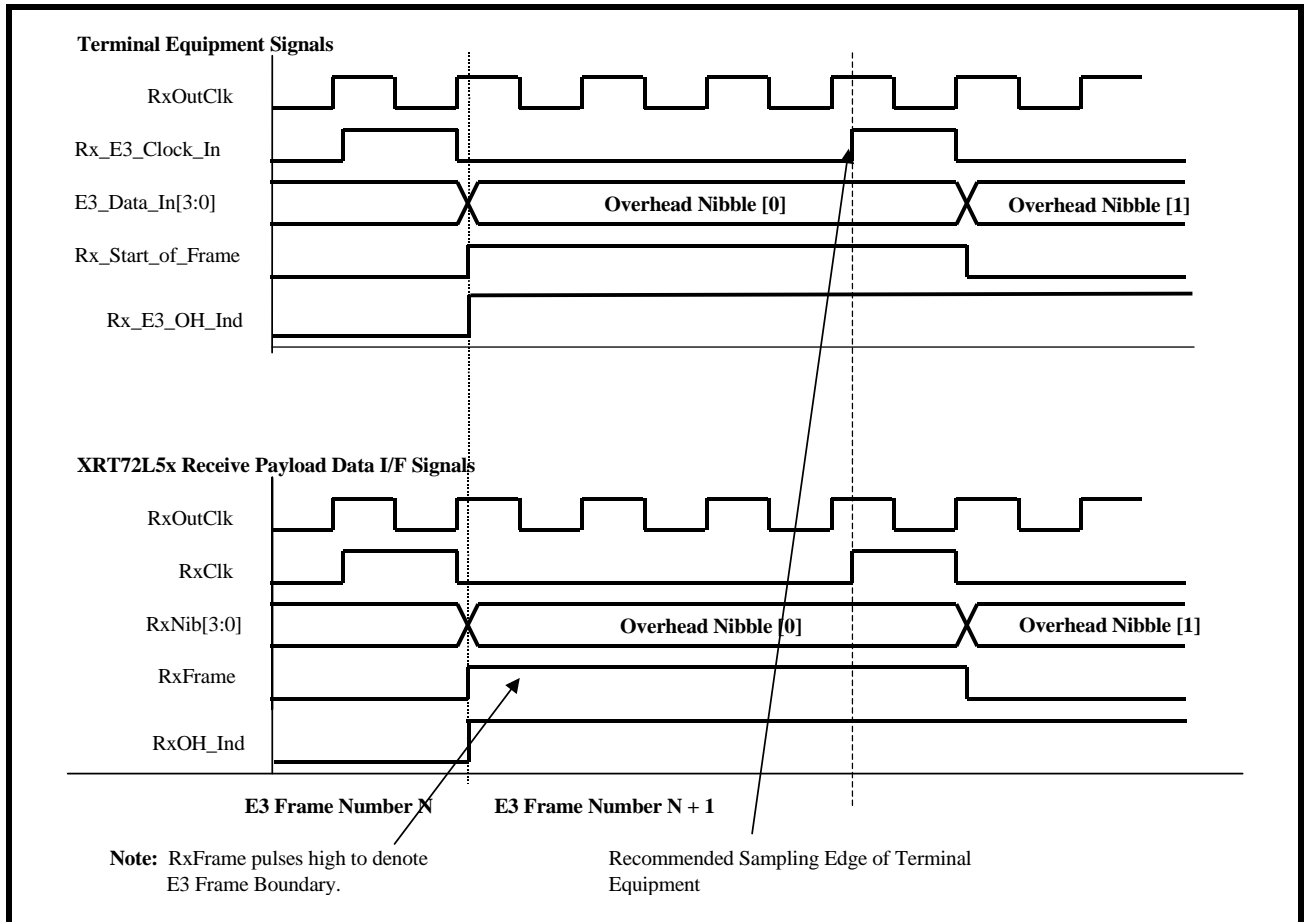 Terminal Equipment Signals
RxOutClk
Rx_E3_Clock_In
E3_Data_In[3:0]
Overhead Nibble [0]
Overhead Nibble [1]
Rx_Start_of_Frame
Rx_E3_OH_Ind
XRT72L5x Receive Payload Data I/F Signals
RxOutClk
RxClk
RxNib[3:0]
Overhead Nibble [0]
Overhead Nibble [1]
RxFrame
RxOH_Ind
E3 Frame Number N
E3 Frame Number N + 1
Note: RxFrame pulses high to denote
E3 Frame Boundary.
Recommended Sampling Edge of Terminal
Equipment